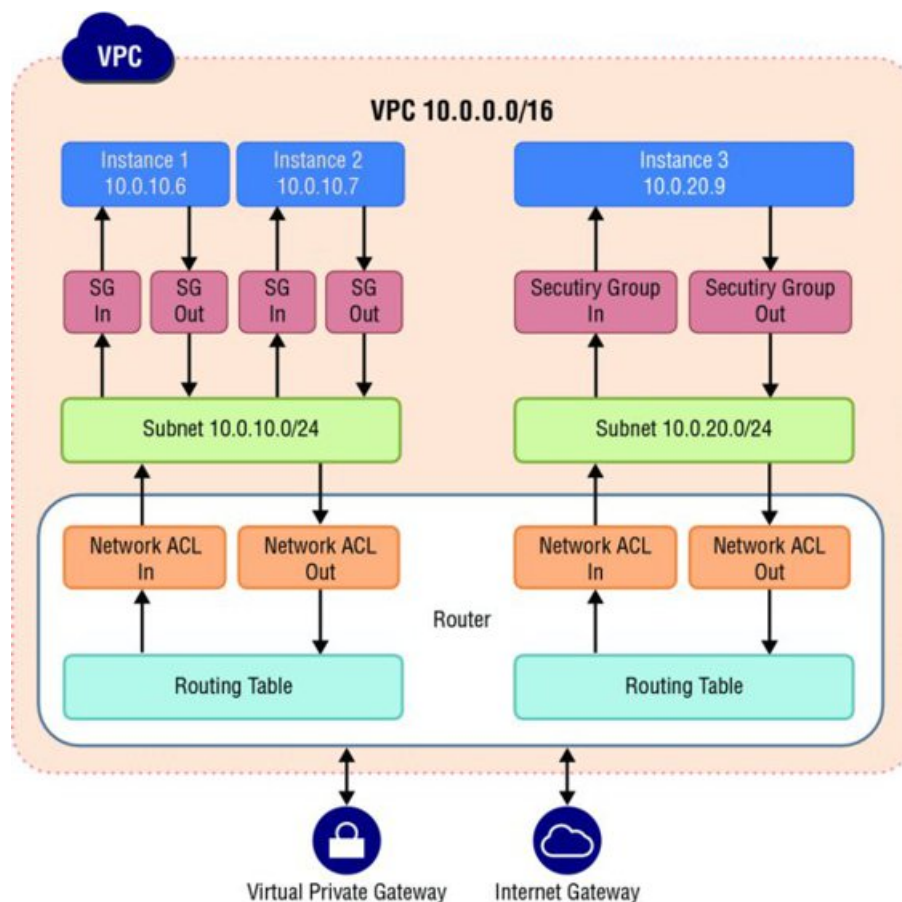 VPC
VPC 10.0.0.0/16
Instance 1
10.0.10.6
Instance 2
10.0.10.7
Instance 3
10.0.20.9
SG
In
SG
Out
SG
In
SG
Out
Secutiry Group
In
Secutiry Group
Out
Subnet 10.0.10.0/24
Subnet 10.0.20.0/24
Network ACL
In
Network ACL
Out
Network ACL
In
Network ACL
Out
Router
Routing Table
Routing Table
Virtual Private Gateway
Internet Gateway